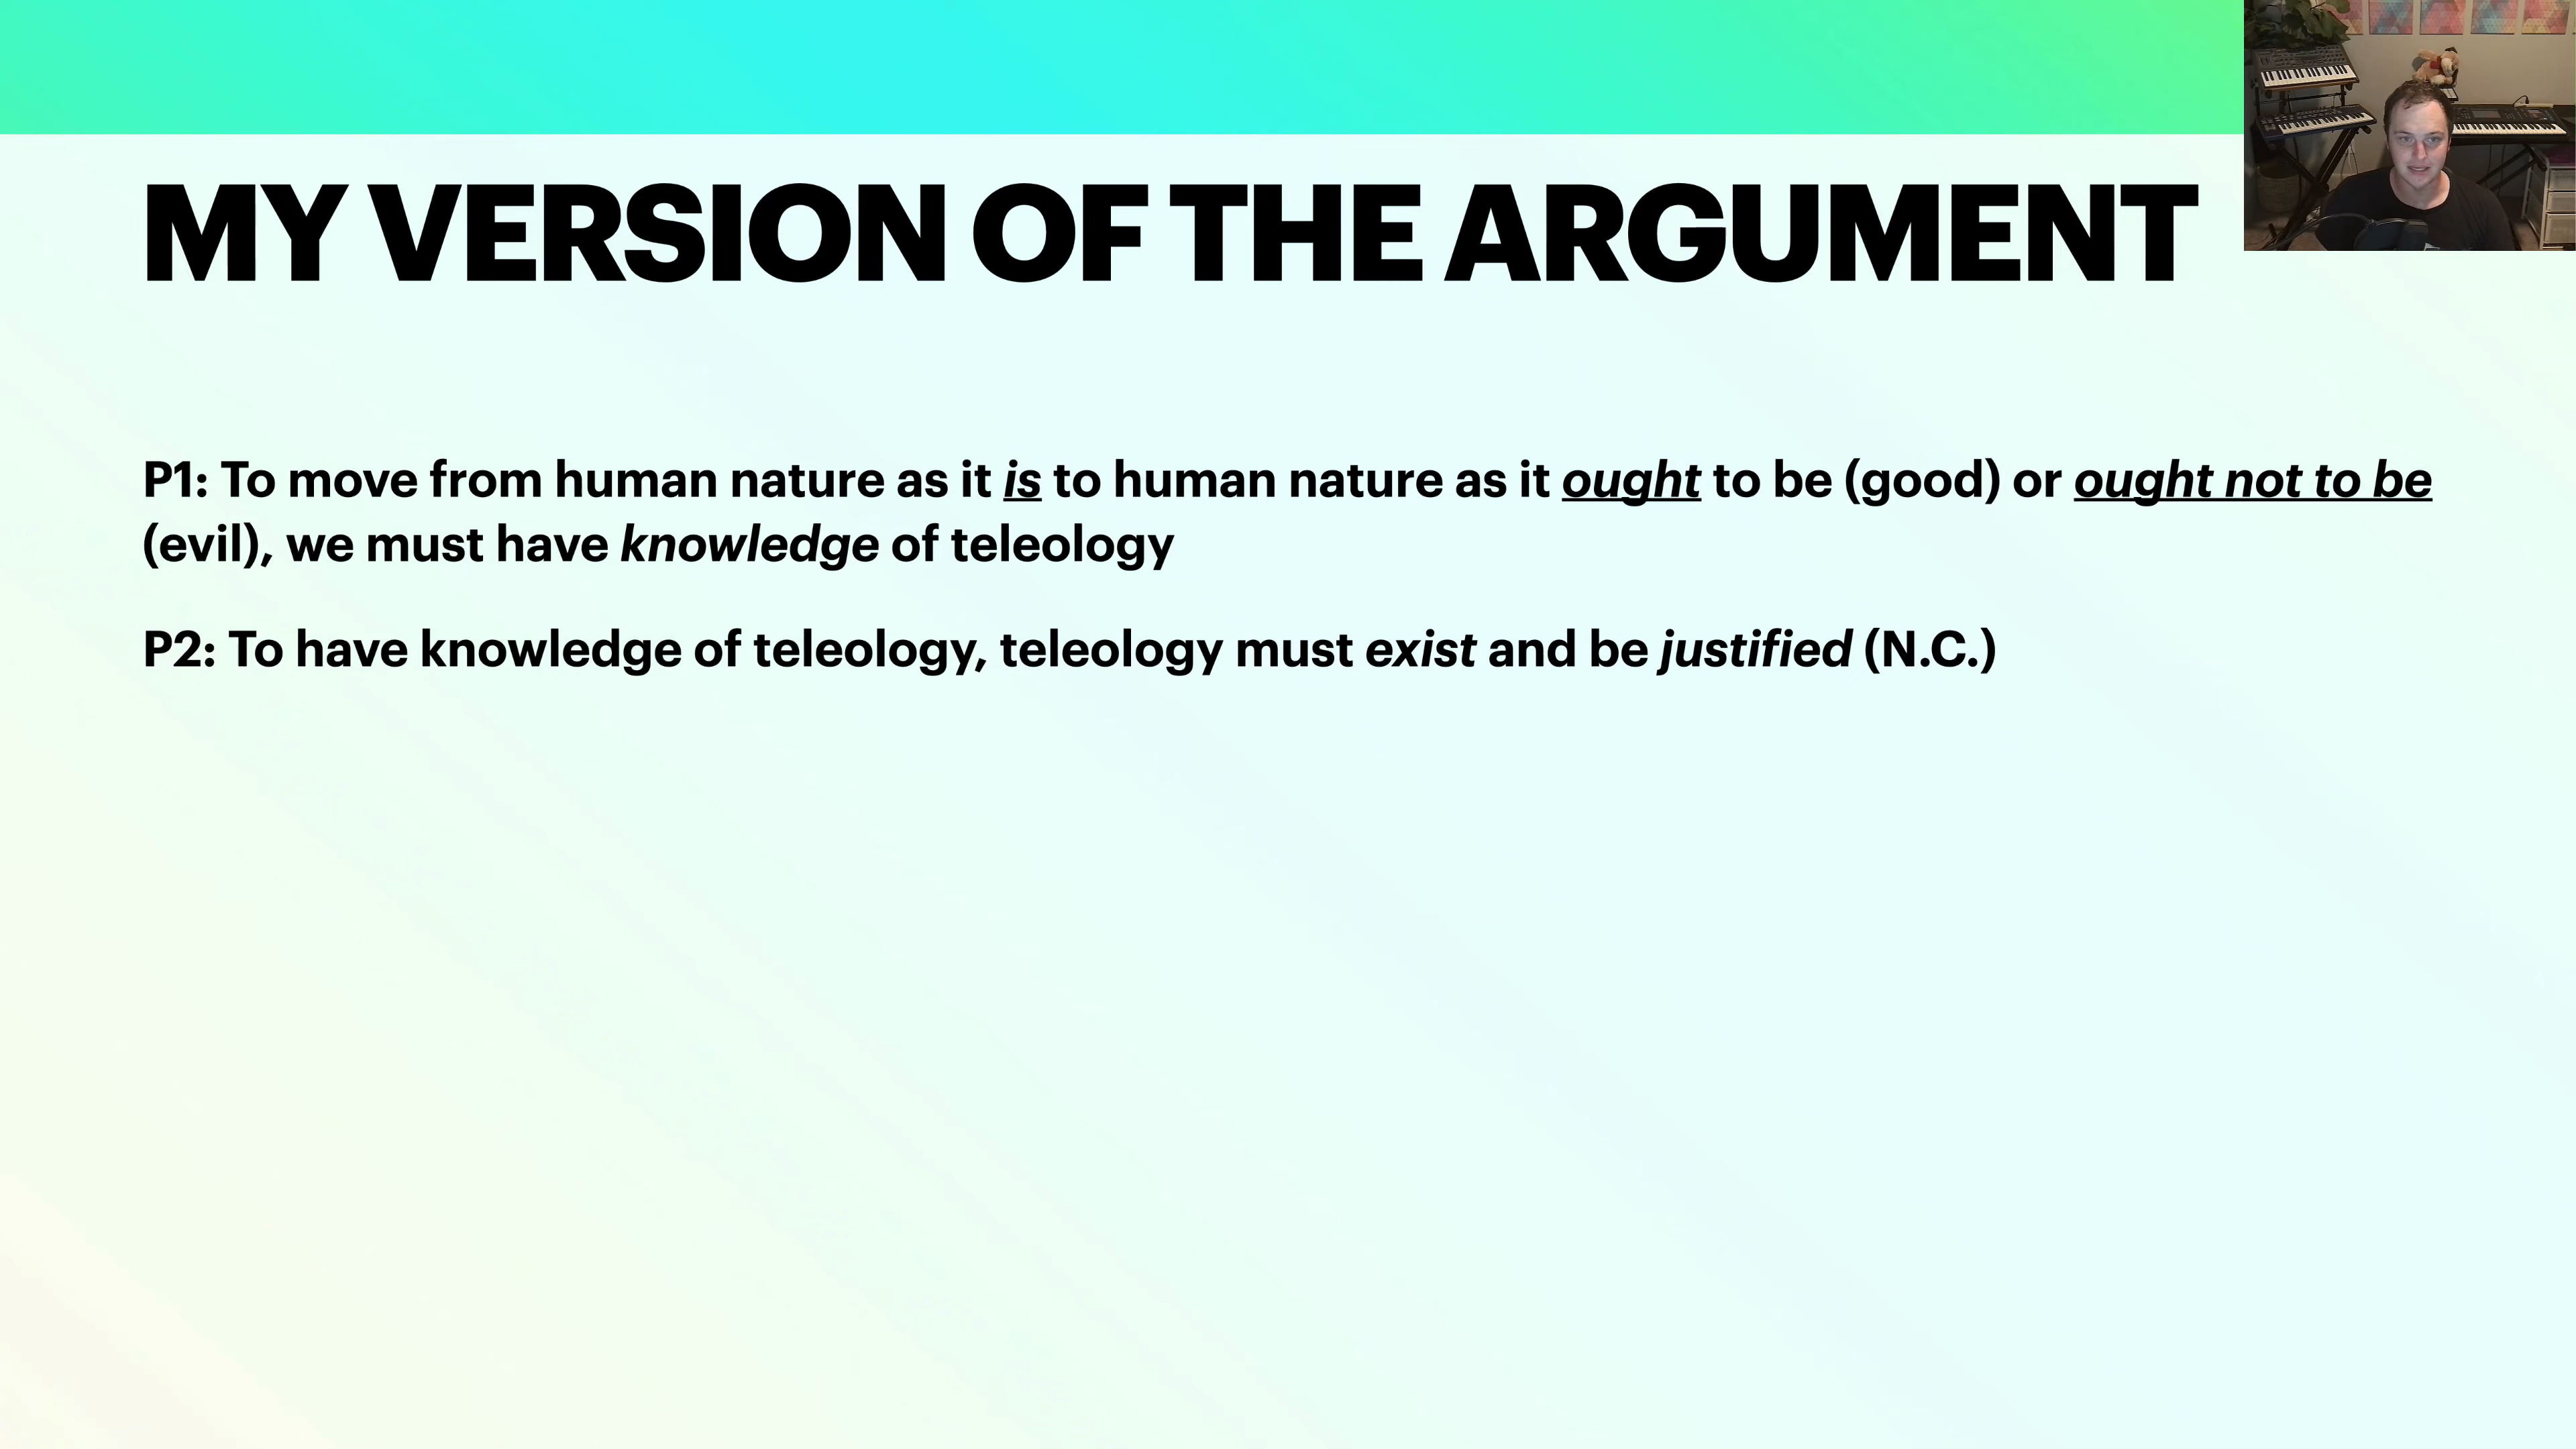 MY VERSION OF THE ARGUMENT
P1: To move from human nature as it is to human nature as it ought to be (good) or ought not to be
(evil), we must have knowledge of teleology
P2: To have knowledge of teleology, teleology must exist and be justified (N.C.)